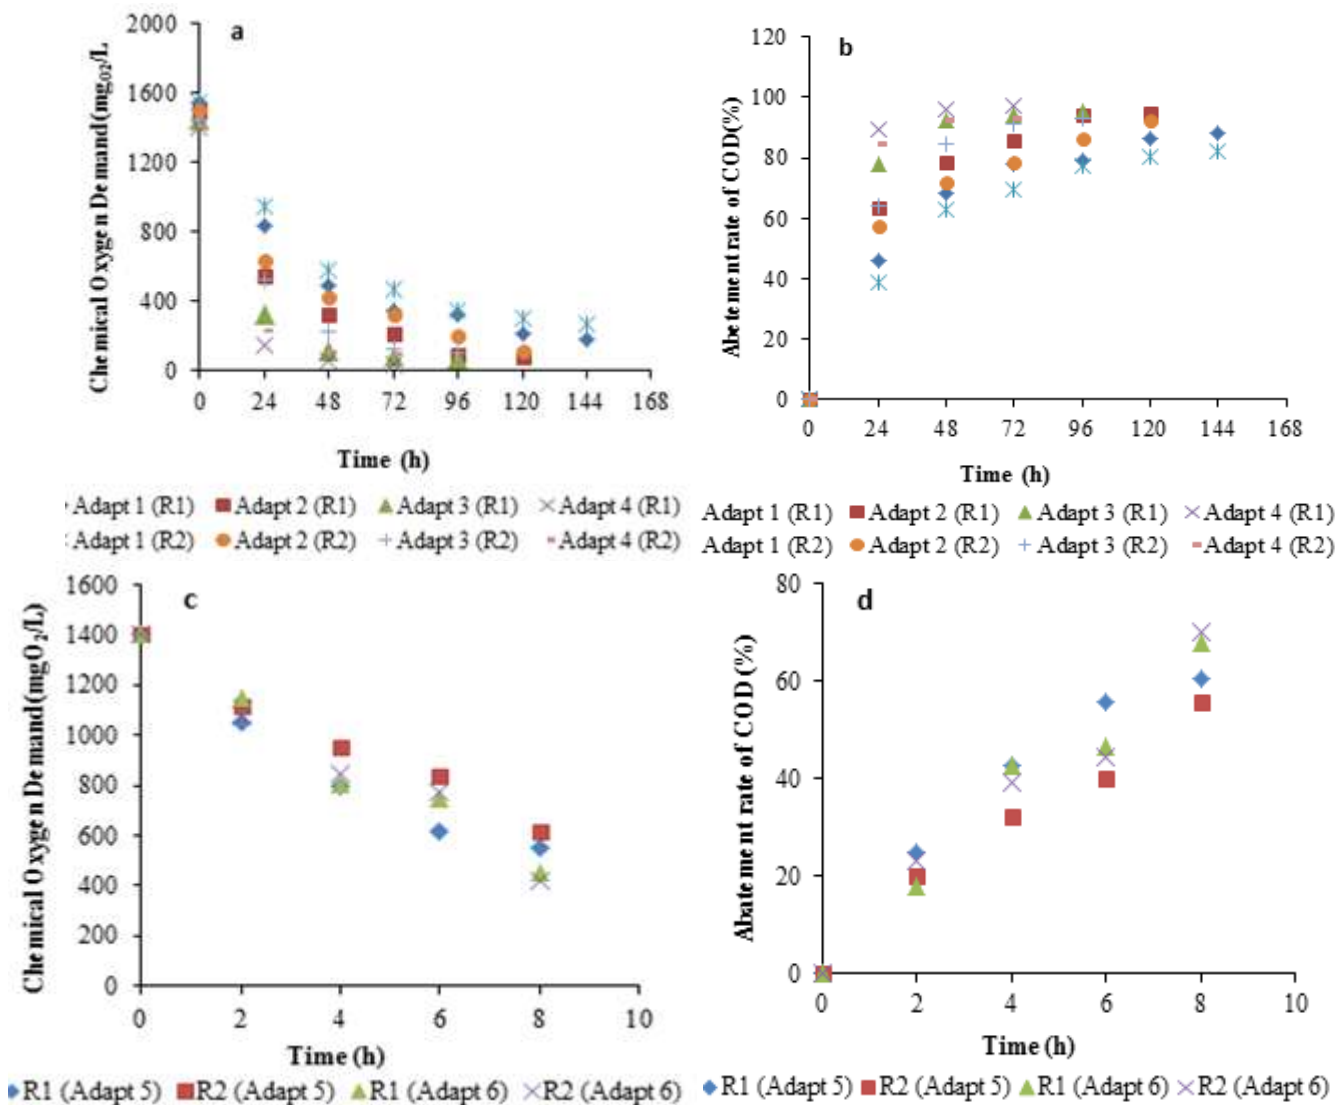 a
Chemical Oxygen Demand(mg02/L)
2000
1600
1200
800
400
0
0 24 48 72 96 120 144 168
Time (h)
Adapt 1 (R1) Adapt 2 (R1) Adapt 3 (R1) Adapt 4 (R1)
Adapt 1 (R2) Adapt 2 (R2) Adapt 3 (R2) Adapt 4 (R2)
b
Abetement rate of COD(%)
120
100
80
60
40
20
0
0 24 48 72 96 120 144 168
Time (h)
Adapt 1 (R1) Adapt 2 (R1) Adapt 3 (R1) Adapt 4 (R1)
Adapt 1 (R2) Adapt 2 (R2) Adapt 3 (R2) Adapt 4 (R2)
c
Chemical Oxygen Demand(mgO2/L)
1600
1400
1200
1000
800
600
400
200
0
0 2 4 6 8 10
Time (h)
R1 (Adapt 5) R2 (Adapt 5) R1 (Adapt 6) R2 (Adapt 6)
d
Abatement rate of COD (%)
80
60
40
20
0
0 2 4 6 8 10
Time (h)
R1 (Adapt 5) R2 (Adapt 5) R1 (Adapt 6) R2 (Adapt 6)